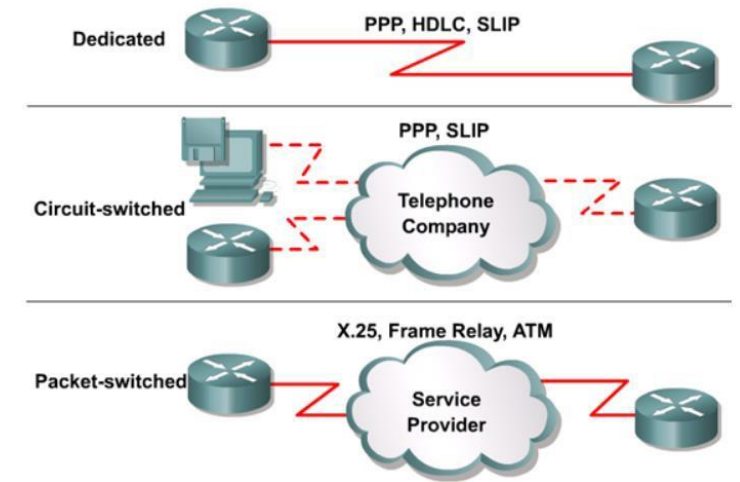 Dedicated
PPP, HDLC, SLIP
PPP, SLIP
Circuit-switched
Telephone
Company
X.25, Frame Relay, ATM
Packet-switched
Service
Provider